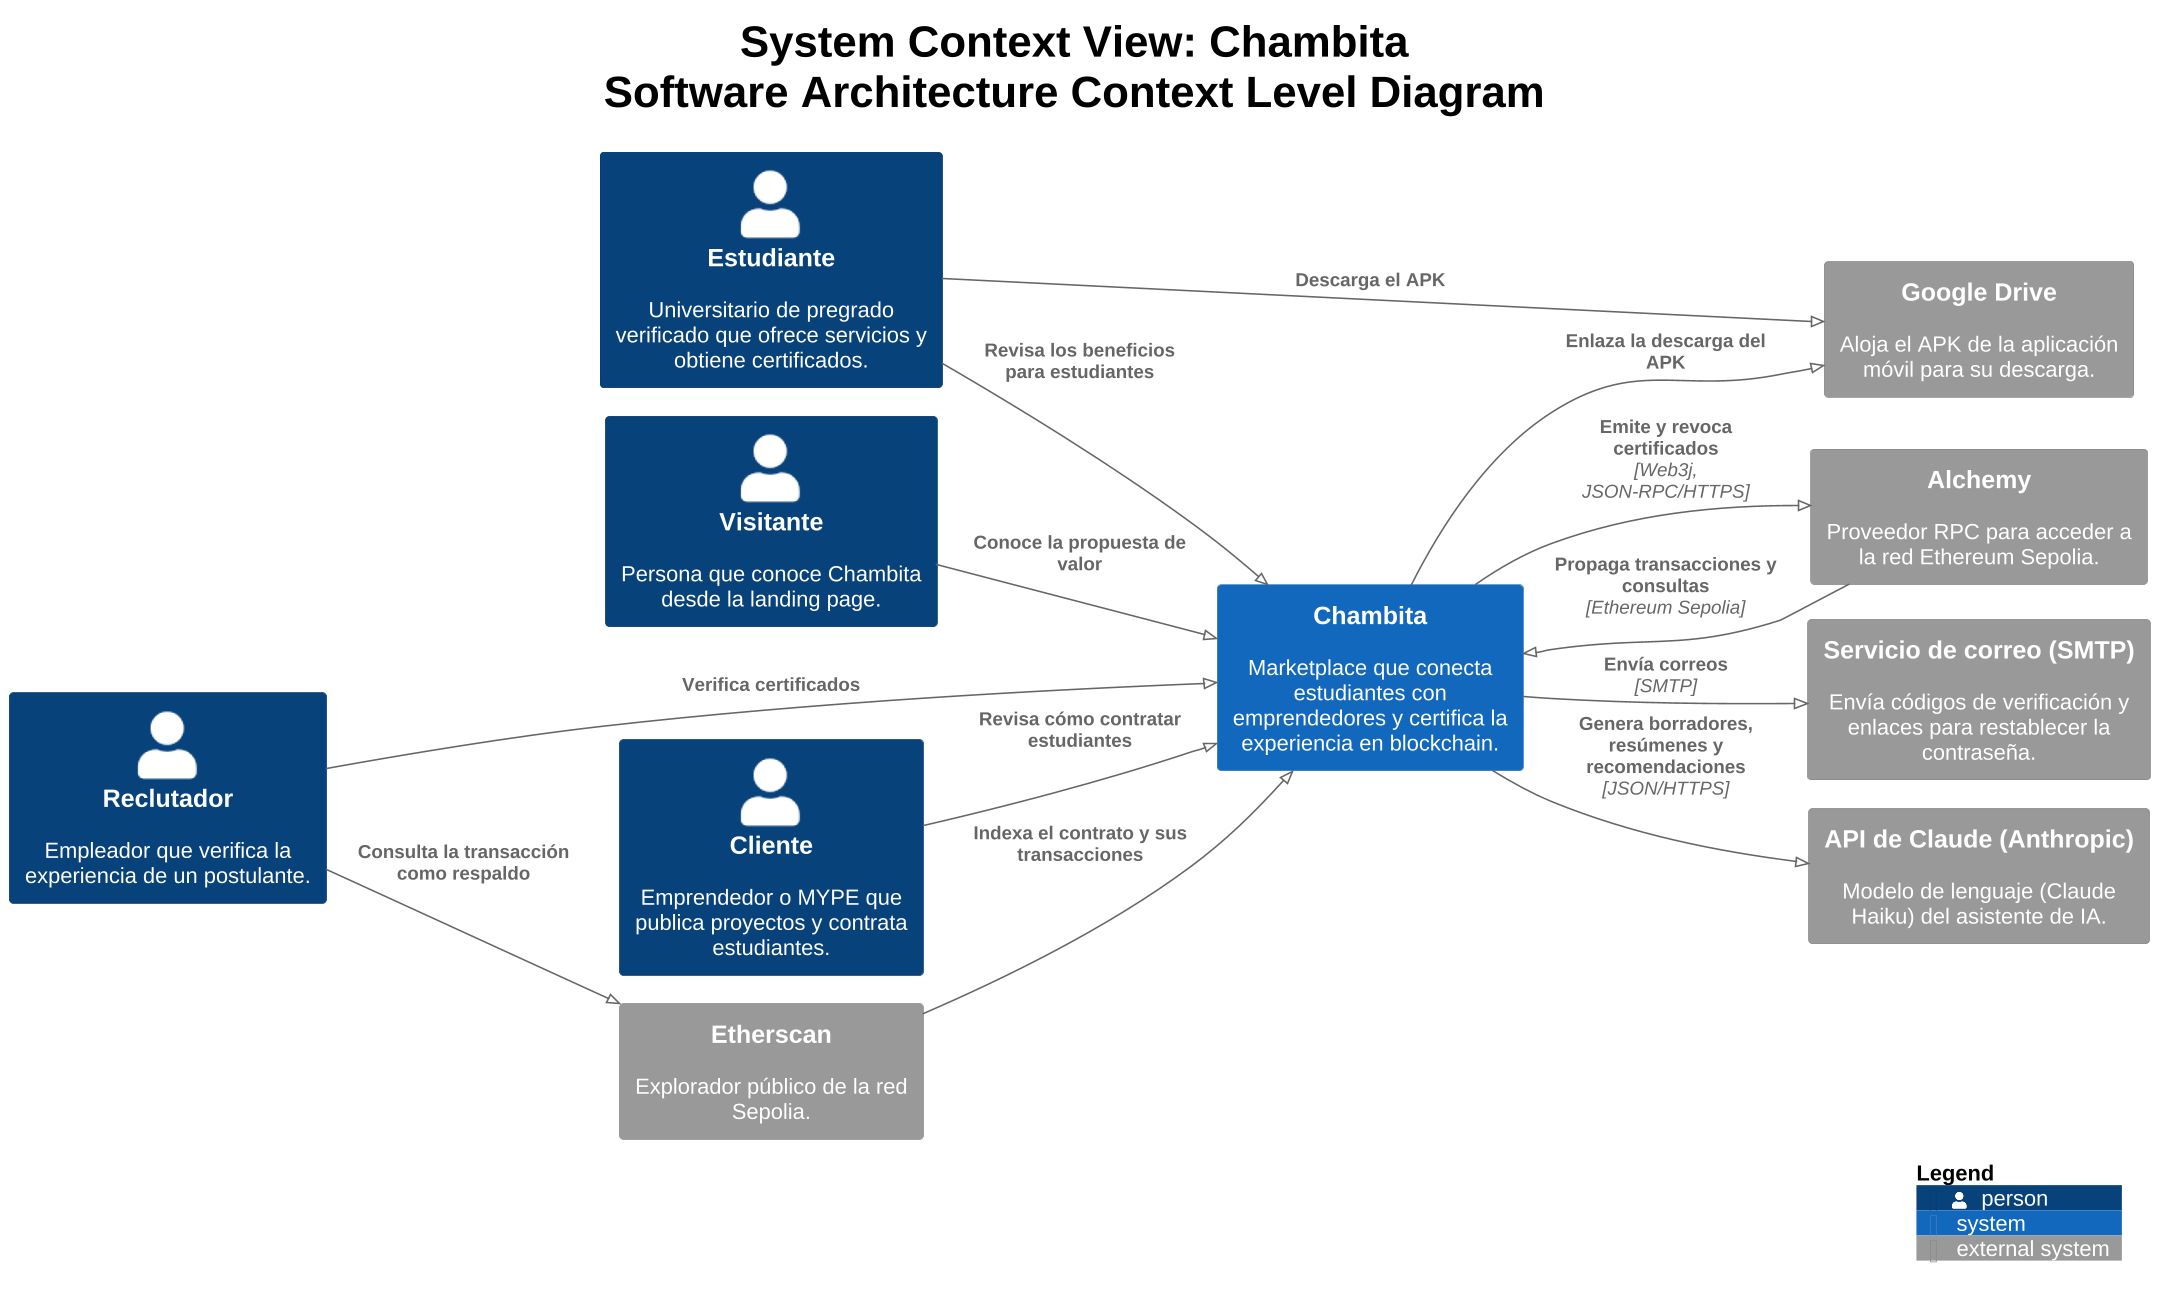 System Context View: Chambita
Software Architecture Context Level Diagram
Estudiante
Universitario de pregrado
verificado que ofrece servicios y
obtiene certificados.
Descarga el APK
Google Drive
Aloja el APK de la aplicación
móvil para su descarga.
Revisa los beneficios
para estudiantes
Enlaza la descarga del
APK
Visitante
Persona que conoce Chambita
desde la landing page.
Conoce la propuesta de
valor
Emite y revoca
certificados
[Web3j,
JSON-RPC/HTTPS]
Alchemy
Proveedor RPC para acceder a
la red Ethereum Sepolia.
Propaga transacciones y
consultas
[Ethereum Sepolia]
Chambita
Marketplace que conecta
estudiantes con
emprendedores y certifica la
experiencia en blockchain.
Envía correos
[SMTP]
Servicio de correo (SMTP)
Envía códigos de verificación y
enlaces para restablecer la
contraseña.
Reclutador
Empleador que verifica la
experiencia de un postulante.
Verifica certificados
Revisa cómo contratar
estudiantes
Cliente
Emprendedor o MYPE que
publica proyectos y contrata
estudiantes.
Genera borradores,
resúmenes y
recomendaciones
[JSON/HTTPS]
API de Claude (Anthropic)
Modelo de lenguaje (Claude
Haiku) del asistente de IA.
Consulta la transacción
como respaldo
Indexa el contrato y sus
transacciones
Etherscan
Explorador público de la red
Sepolia.
Legend
person
system
external system